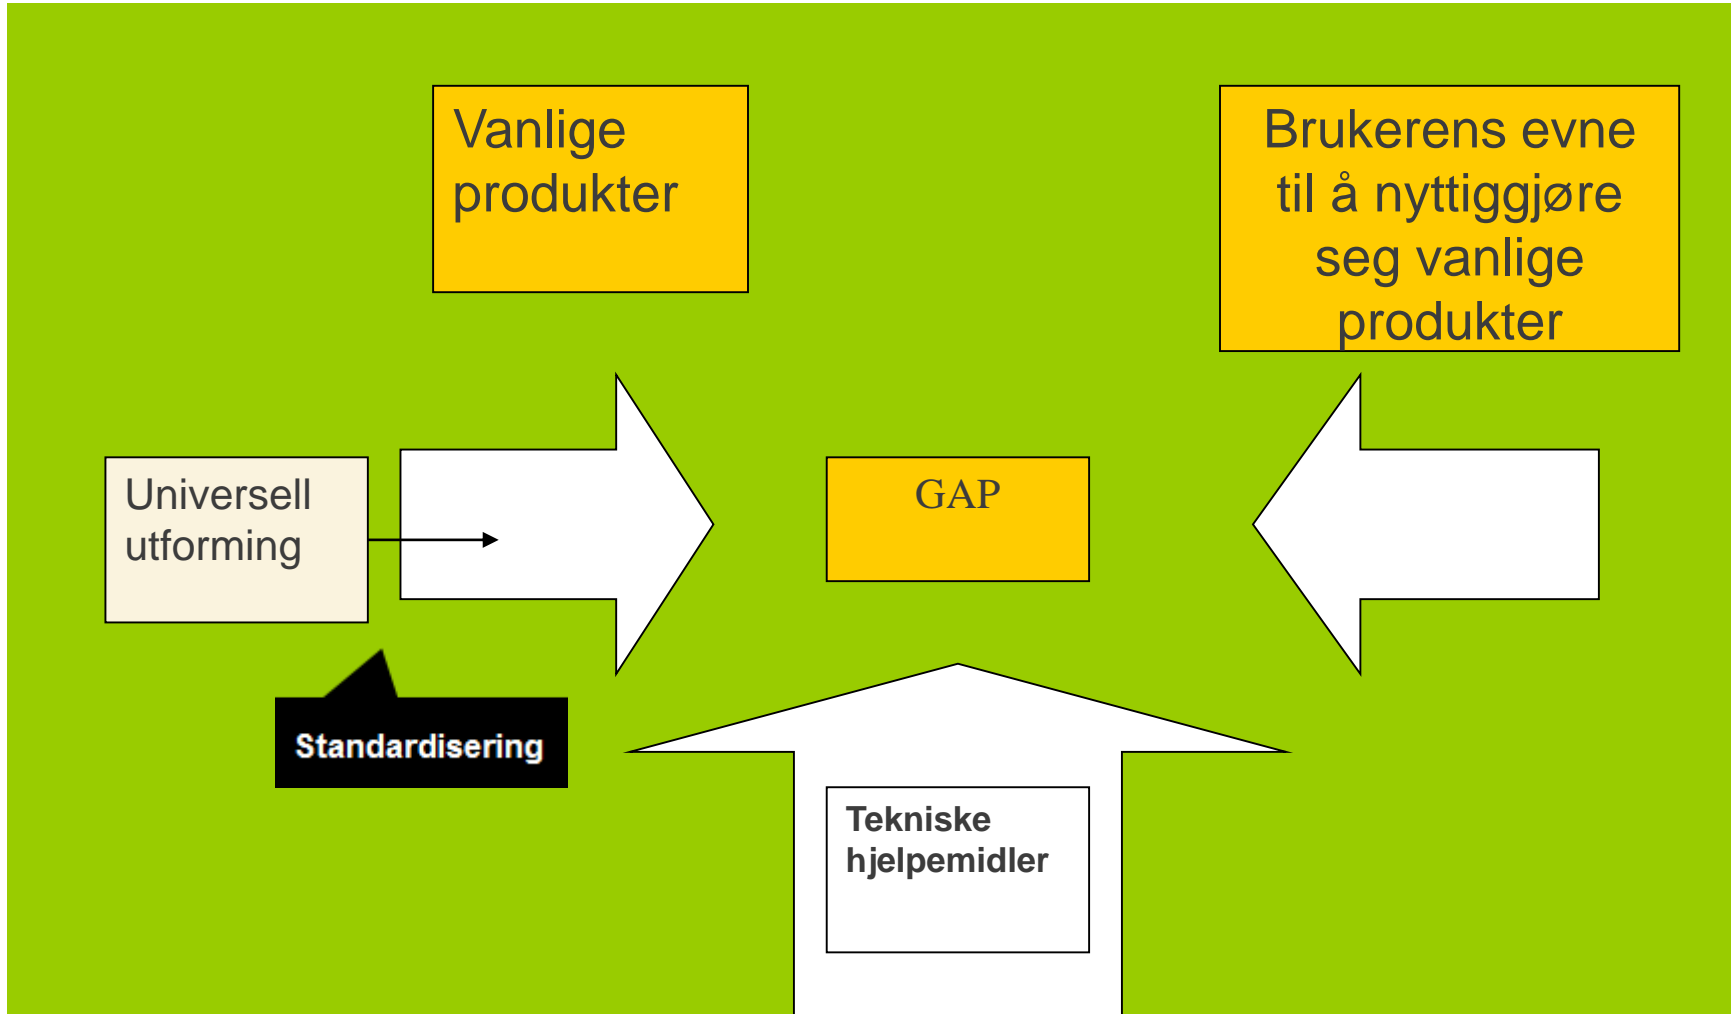 Vanlige
produkter
Brukerens evne
til å nyttiggjøre
seg vanlige
produkter
Universell
utforming
GAP
Standardisering
Tekniske
hjelpemidler